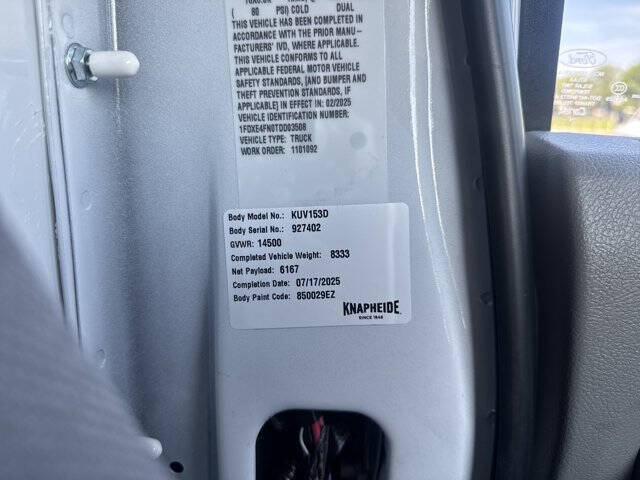 ( 80 PSI) COLD DUAL
THIS VEHICLE HAS BEEN COMPLETED IN
ACCORDANCE WITH THE PRIOR MANU-
FACTURERS' IVD, WHERE APPLICABLE.
THIS VEHICLE CONFORMS TO ALL
APPLICABLE FEDERAL MOTOR VEHICLE
SAFETY STANDARDS, [AND BUMPER AND
THEFT PREVENTION STANDARDS, IF
APPLICABLE] IN EFFECT IN: 02/2025
VEHICLE IDENTIFICATION NUMBER:
1FDXE4FN0TDD03508
VEHICLE TYPE: TRUCK
WORK ORDER: 1101092
Body Model No.: KUV153D
Body Serial No.: 927402
GVWR: 14500
Completed Vehicle Weight: 8333
Net Payload: 6167
Completion Date: 07/17/2025
Body Paint Code: 850029EZ
KNAPHEIDE
SINCE 1848
Ford